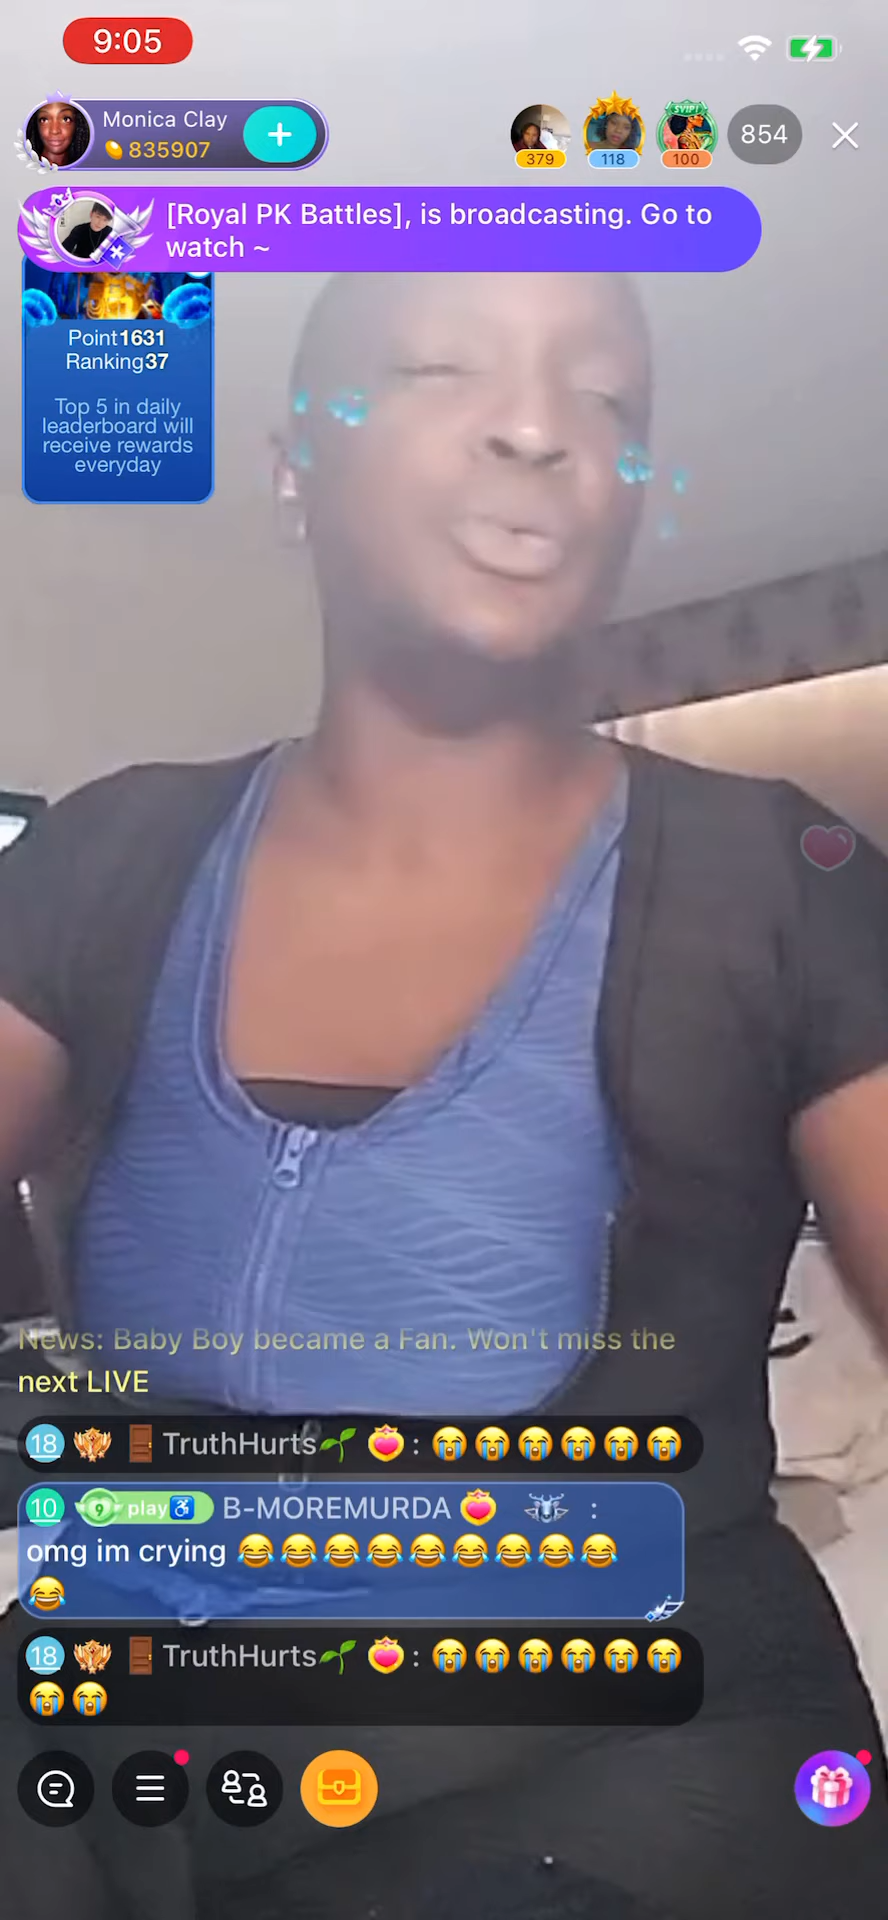 9:05
Monica Clay
835907
379
118
SVIP1
100
854
[Royal PK Battles], is broadcasting. Go to
watch ~
Point1631
Ranking37
Top 5 in daily
leaderboard will
receive rewards
everyday
News: Baby Boy became a Fan. Won't miss the
next LIVE
18 TruthHurts🌱 : 😭😭😭😭😭😭
10 9 play♿ B-MOREMURDA :
omg im crying 😂😂😂😂😂😂😂😂😂
😂
18 TruthHurts🌱 : 😭😭😭😭😭😭
😭😭